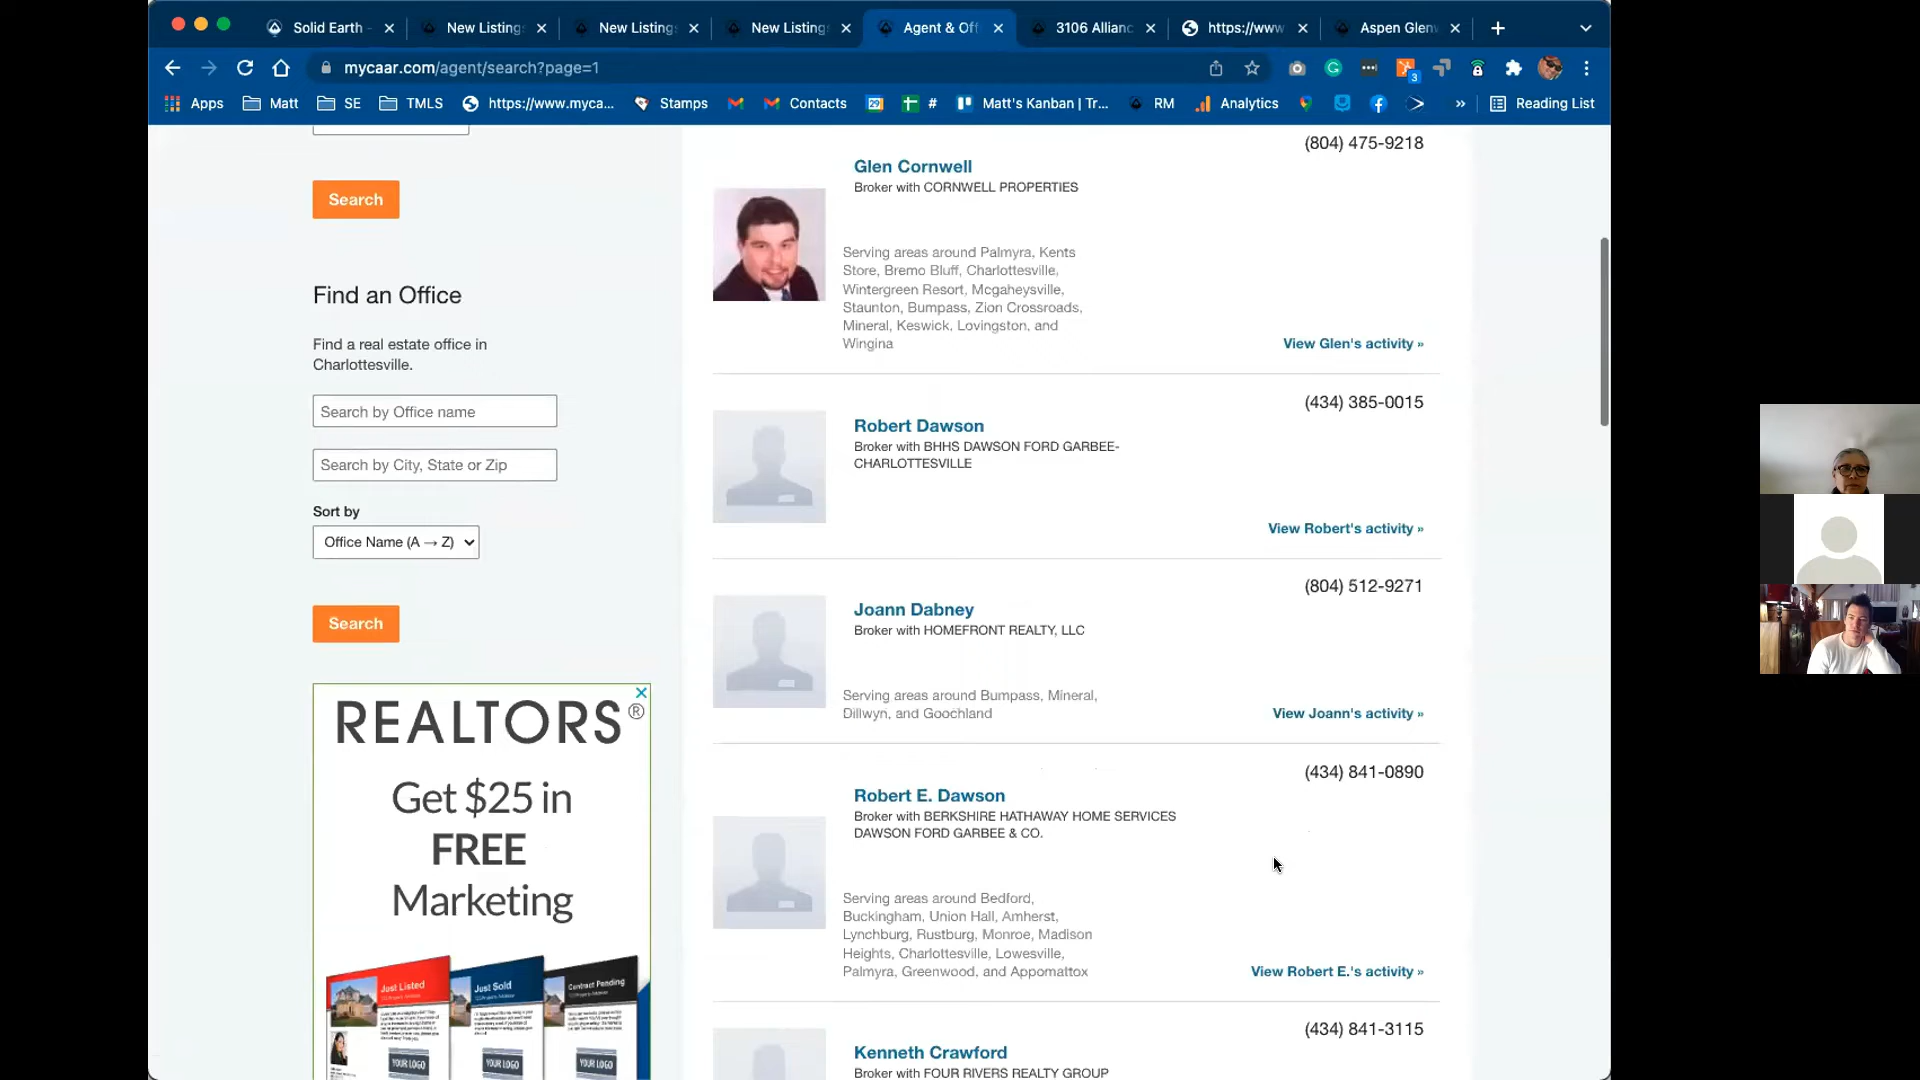 Solid Earth -
New Listing
New Listing
New Listing
Agent & Of
3106 Allianc
https://www
Aspen Glenw
mycaar.com/agent/search?page=1
3
Apps
Matt
SE
TMLS
https://www.myca...
Stamps
Contacts
29
#
Matt's Kanban | Tr...
RM
Analytics
»
Reading List
Search
Find an Office
Find a real estate office in
Charlottesville.
Search by Office name
Search by City, State or Zip
Sort by
Office Name (A → Z)
Search
REALTORS®
Get $25 in
FREE
Marketing
Just Listed
Just Sold
Contract Pending
YOUR LOGO
YOUR LOGO
YOUR LOGO
(804) 475-9218
Glen Cornwell
Broker with CORNWELL PROPERTIES
Serving areas around Palmyra, Kents
Store, Bremo Bluff, Charlottesville,
Wintergreen Resort, Mcgaheysville,
Staunton, Bumpass, Zion Crossroads,
Mineral, Keswick, Lovingston, and
Wingina
View Glen's activity »
(434) 385-0015
Robert Dawson
Broker with BHHS DAWSON FORD GARBEE-
CHARLOTTESVILLE
View Robert's activity »
(804) 512-9271
Joann Dabney
Broker with HOMEFRONT REALTY, LLC
Serving areas around Bumpass, Mineral,
Dillwyn, and Goochland
View Joann's activity »
(434) 841-0890
Robert E. Dawson
Broker with BERKSHIRE HATHAWAY HOME SERVICES
DAWSON FORD GARBEE & CO.
Serving areas around Bedford,
Buckingham, Union Hall, Amherst,
Lynchburg, Rustburg, Monroe, Madison
Heights, Charlottesville, Lowesville,
Palmyra, Greenwood, and Appomattox
View Robert E.'s activity »
(434) 841-3115
Kenneth Crawford
Broker with FOUR RIVERS REALTY GROUP